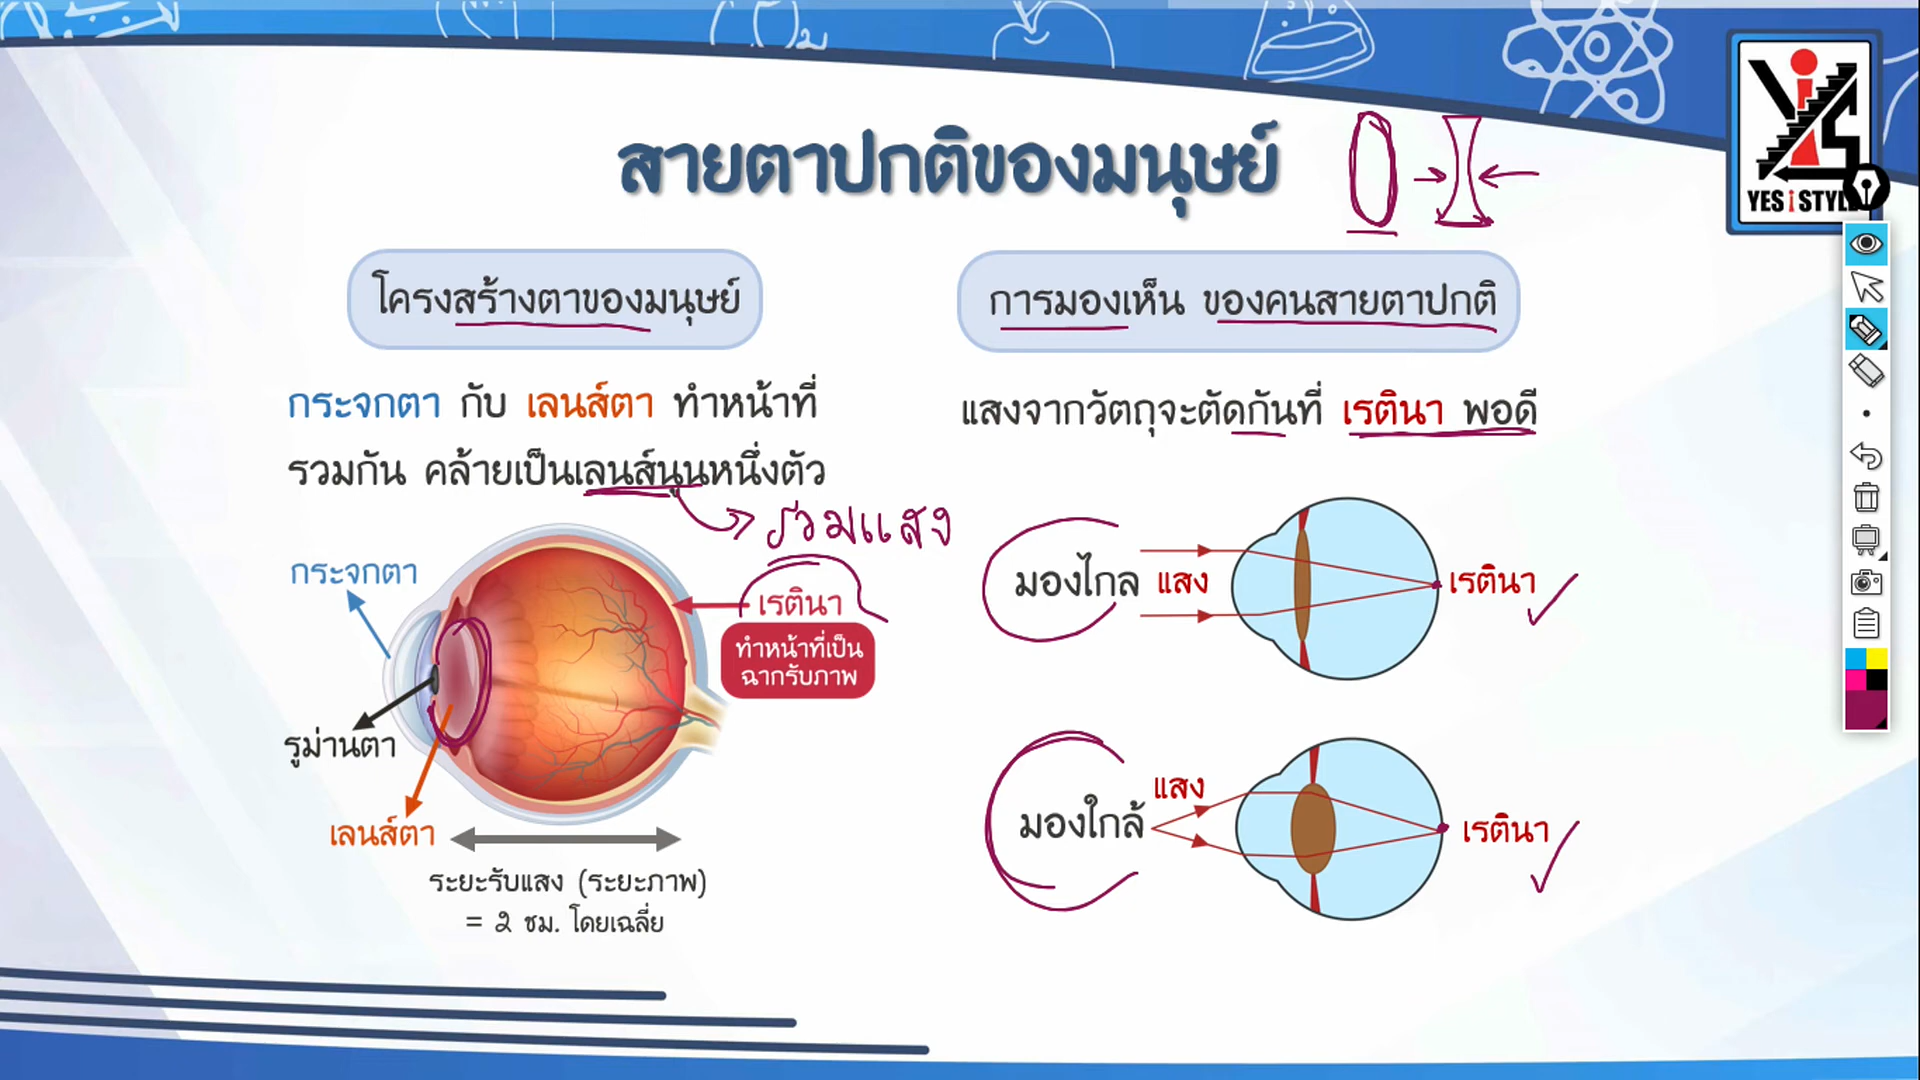 สายตาปกติของมนุษย์
YES i STYLE
โครงสร้างตาของมนุษย์
กระจกตา กับ เลนส์ตา ทำหน้าที่
รวมกัน คล้ายเป็นเลนส์นูนหนึ่งตัว
รวมแสง
กระจกตา
เรตินา
ทำหน้าที่เป็น
ฉากรับภาพ
รูม่านตา
เลนส์ตา
ระยะรับแสง (ระยะภาพ)
= 2 ซม. โดยเฉลี่ย
การมองเห็น ของคนสายตาปกติ
แสงจากวัตถุจะตัดกันที่ เรตินา พอดี
มองไกล แสง เรตินา
แสง
มองใกล้ เรตินา